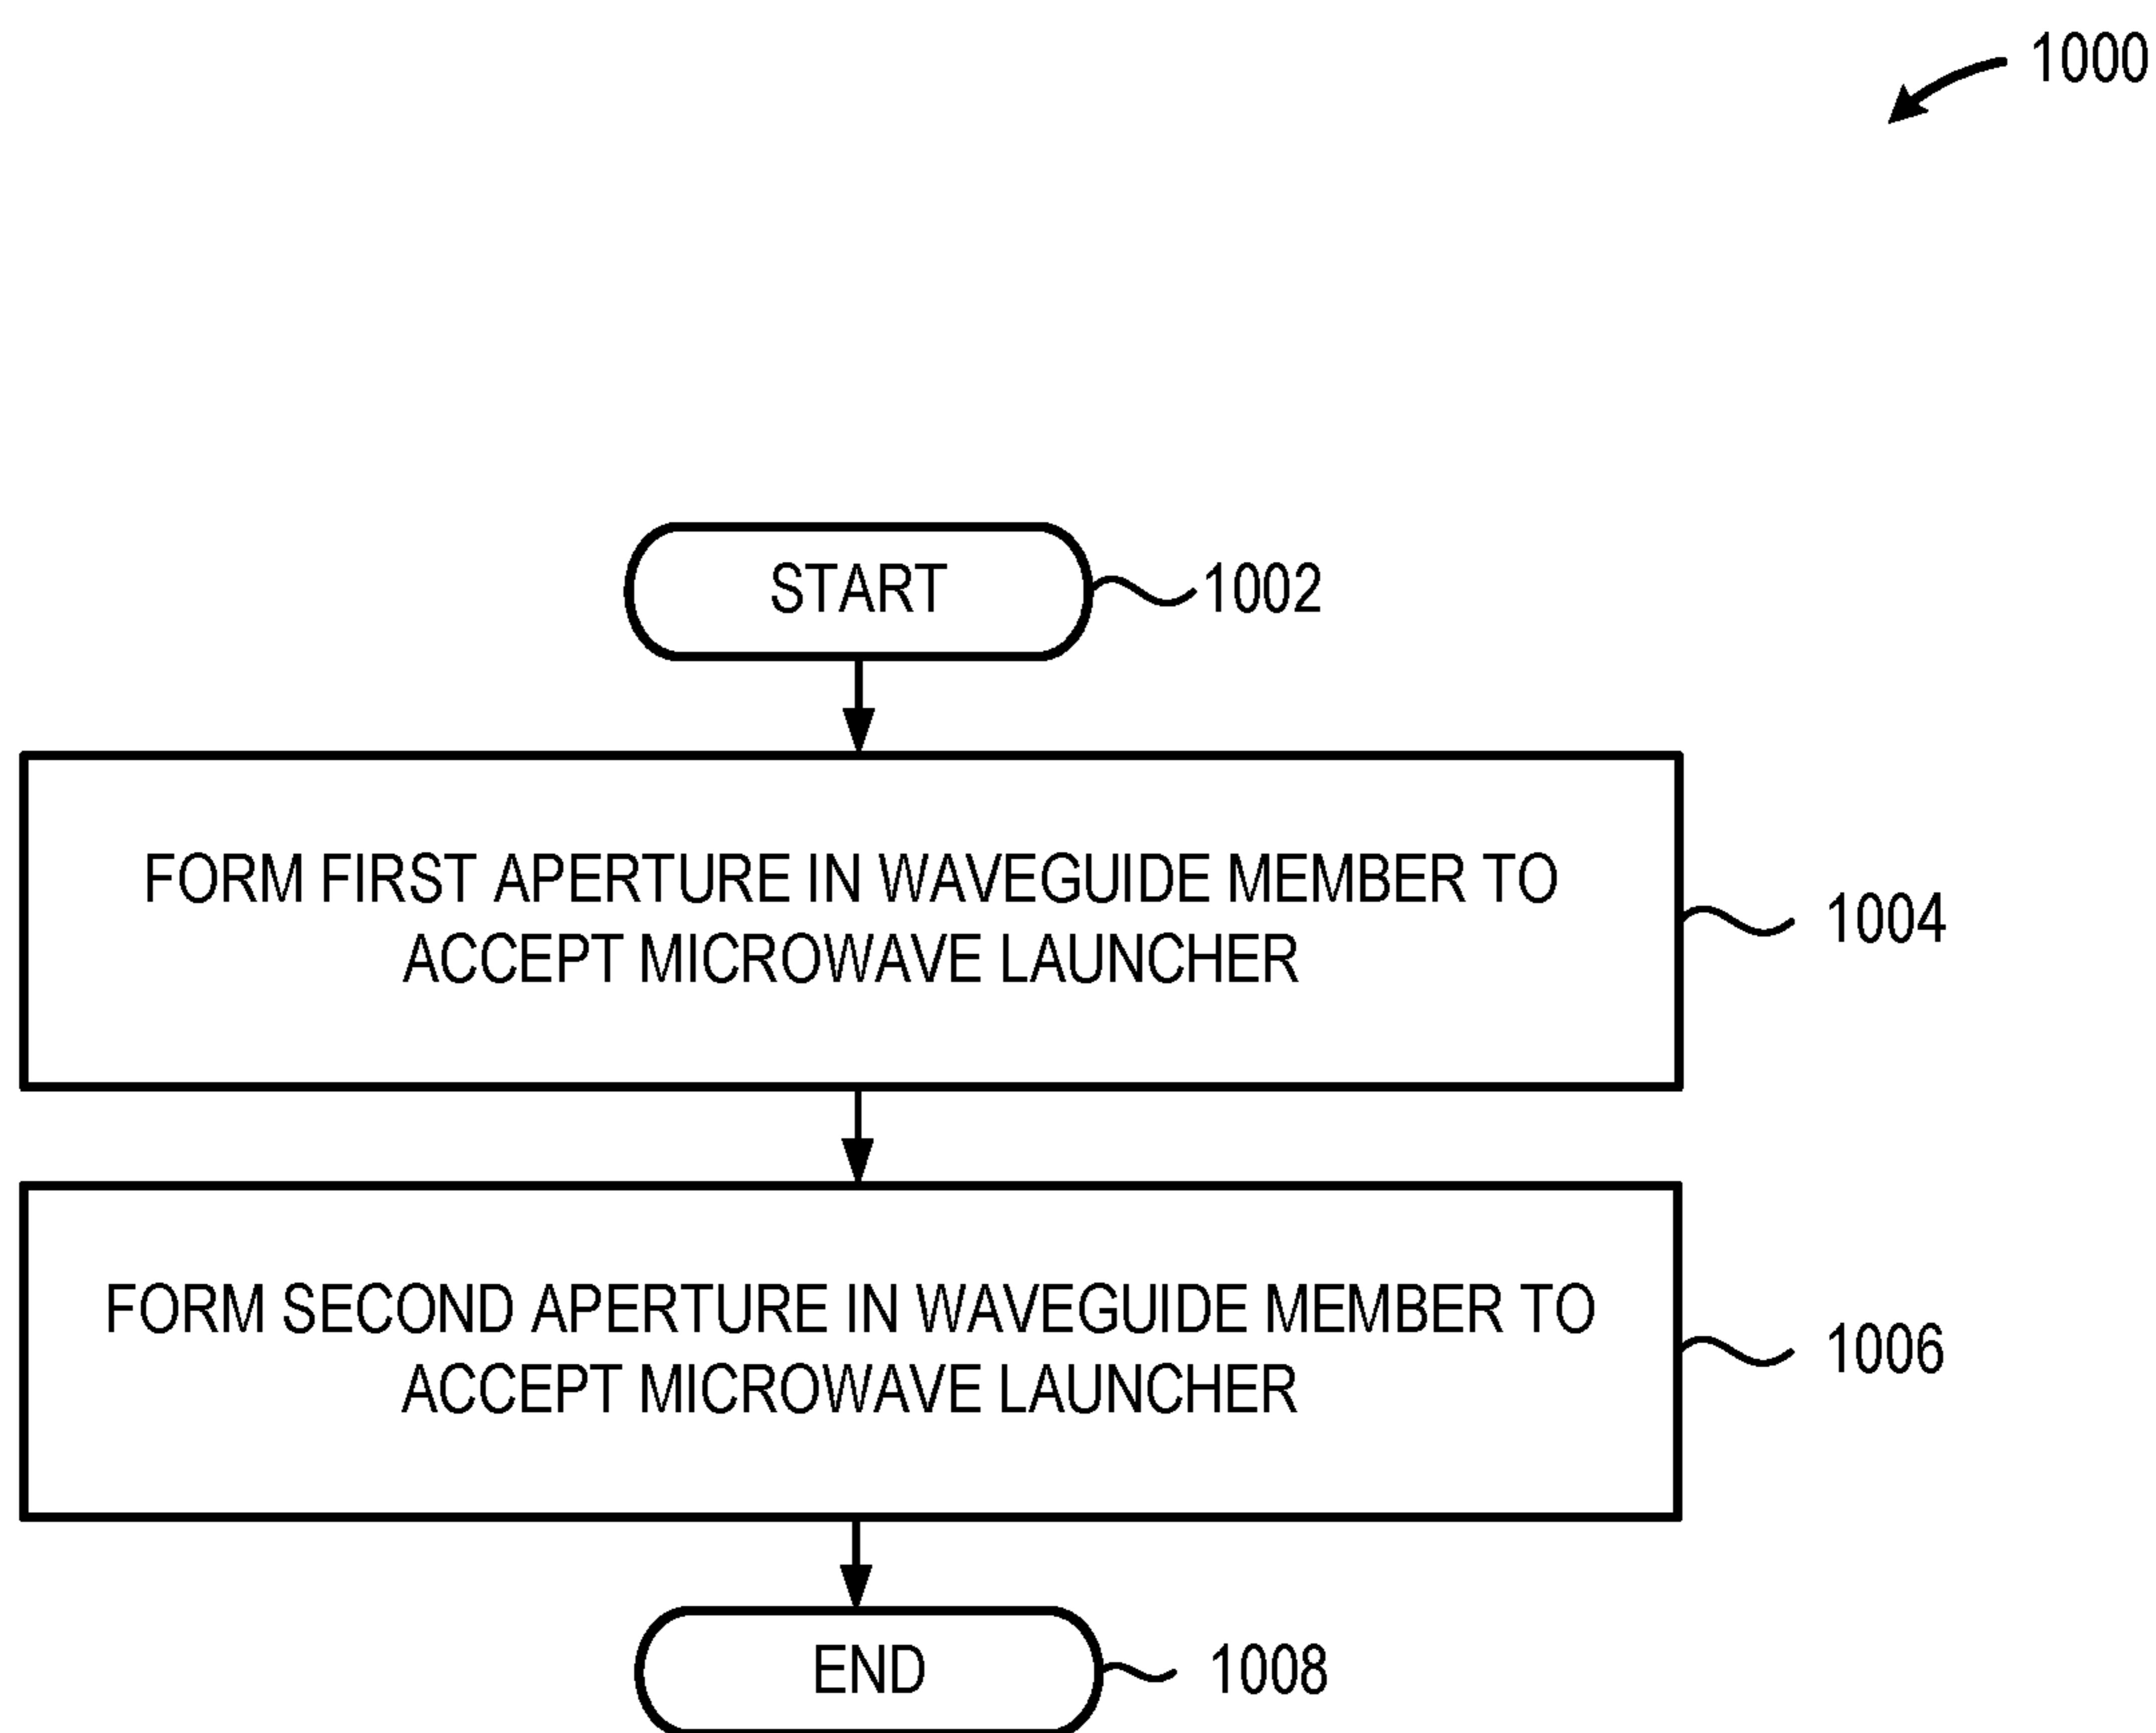 1000
START
1002
FORM FIRST APERTURE IN WAVEGUIDE MEMBER TO
ACCEPT MICROWAVE LAUNCHER
1004
FORM SECOND APERTURE IN WAVEGUIDE MEMBER TO
ACCEPT MICROWAVE LAUNCHER
1006
END
1008